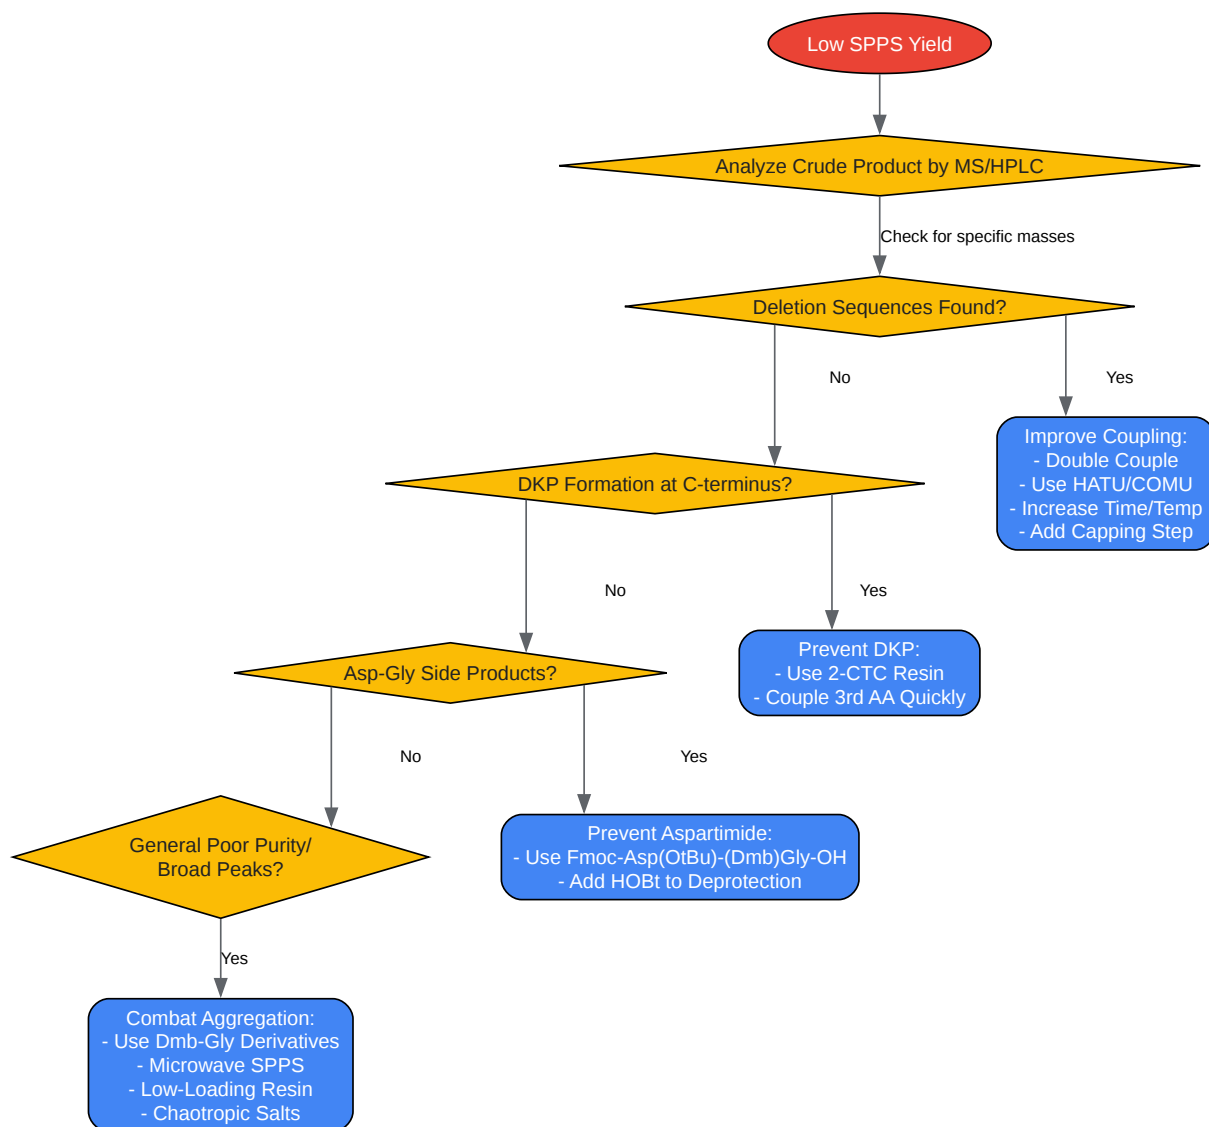 Low SPPS Yield
Analyze Crude Product by MS/HPLC
Check for specific masses
Deletion Sequences Found?
No
Yes
Improve Coupling:
- Double Couple
- Use HATU/COMU
- Increase Time/Temp
- Add Capping Step
DKP Formation at C-terminus?
No
Yes
Prevent DKP:
- Use 2-CTC Resin
- Couple 3rd AA Quickly
Asp-Gly Side Products?
No
Yes
Prevent Aspartimide:
- Use Fmoc-Asp(OtBu)-(Dmb)Gly-OH
- Add HOBt to Deprotection
General Poor Purity/
Broad Peaks?
Yes
Combat Aggregation:
- Use Dmb-Gly Derivatives
- Microwave SPPS
- Low-Loading Resin
- Chaotropic Salts